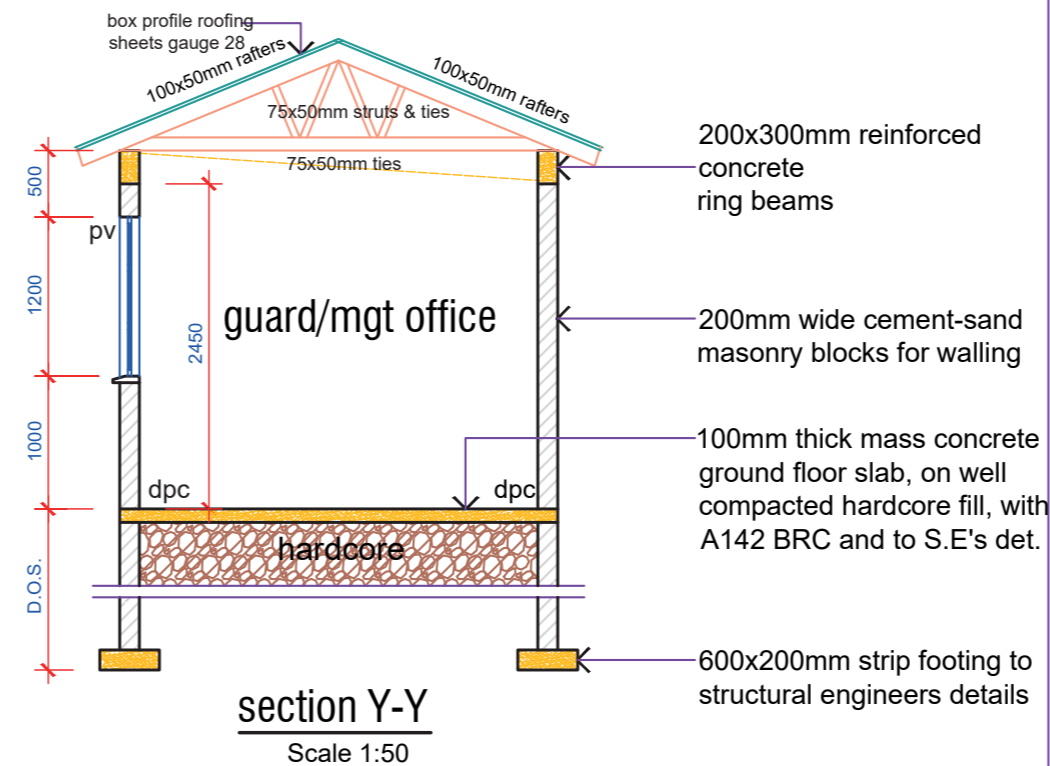 box profile roofing
sheets gauge 28
100x50mm rafters
100x50mm rafters
75x50mm struts & ties
75x50mm ties
200x300mm reinforced
concrete
ring beams
500
pv
1200
2450
guard/mgt office
200mm wide cement-sand
masonry blocks for walling
1000
100mm thick mass concrete
ground floor slab, on well
compacted hardcore fill, with
A142 BRC and to S.E's det.
dpc
dpc
hardcore
D.O.S.
600x200mm strip footing to
structural engineers details
section Y-Y
Scale 1:50